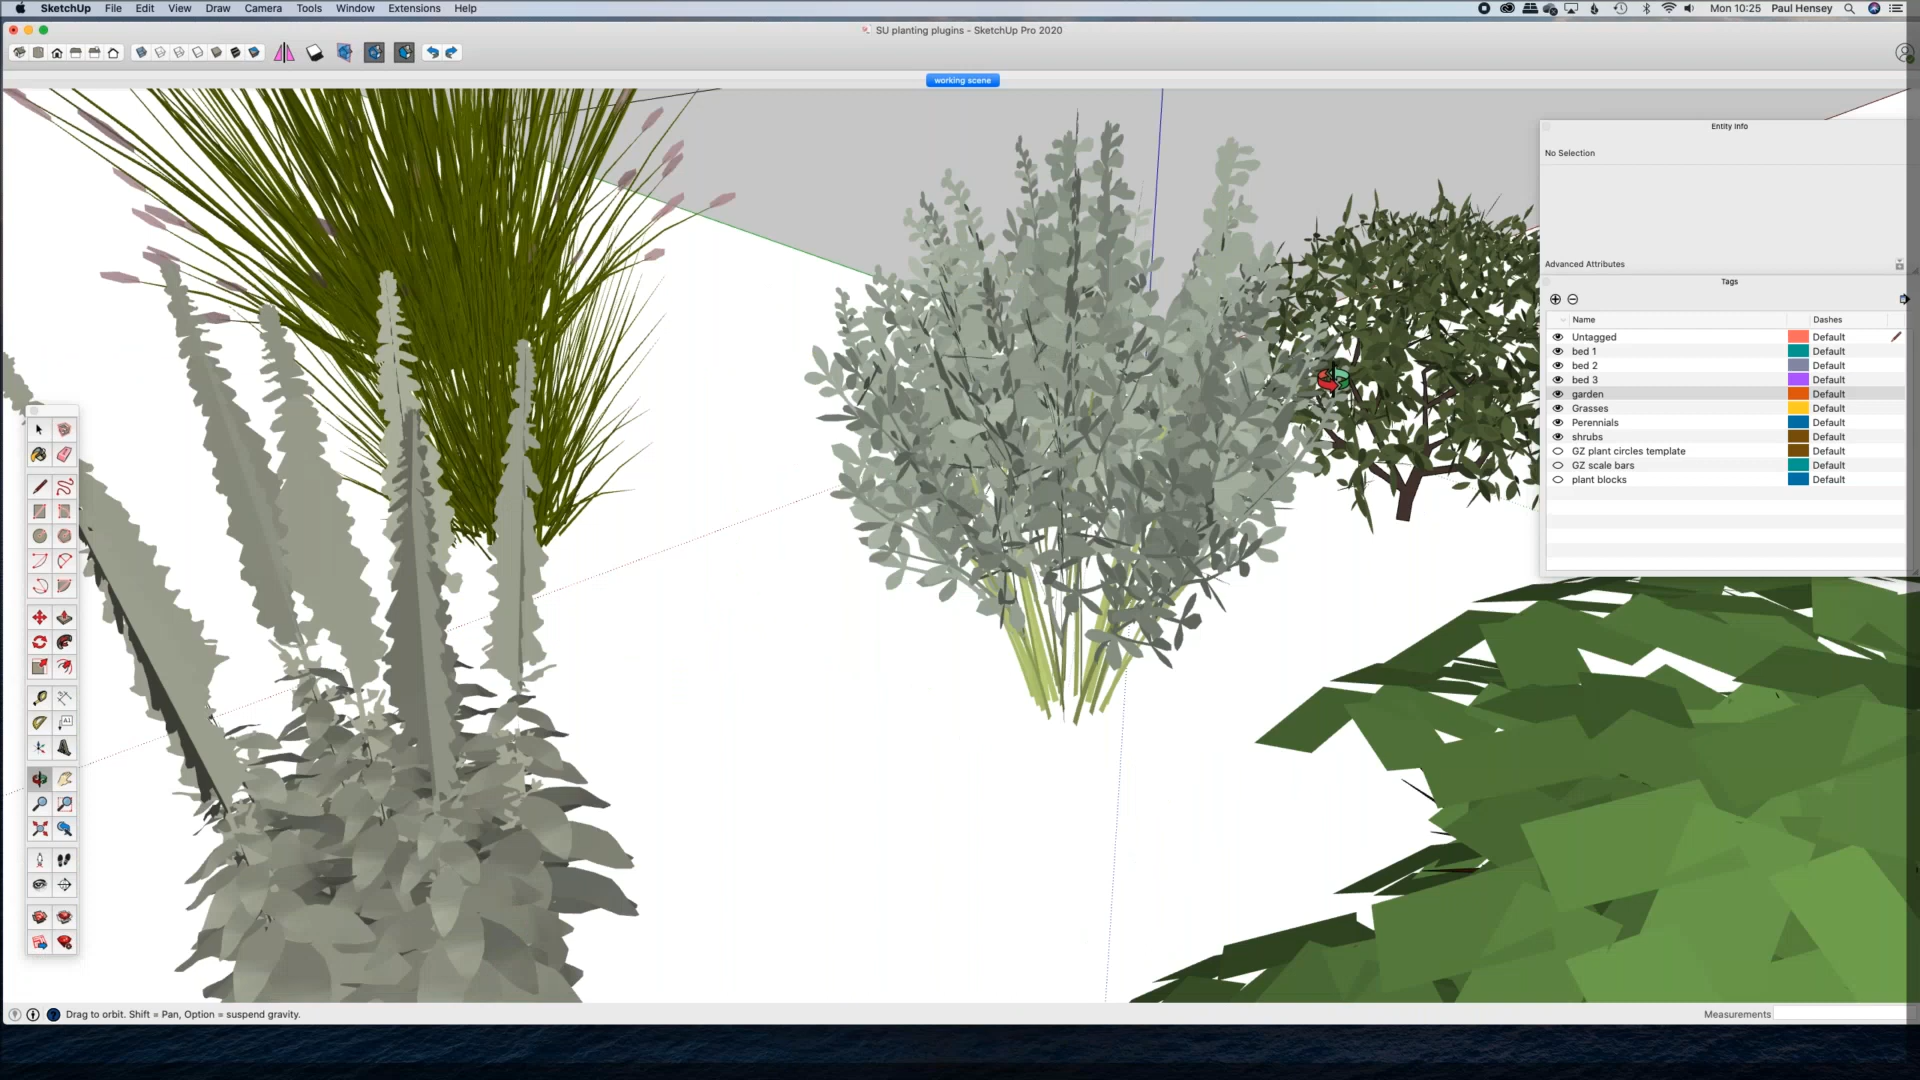 SketchUp File Edit View Draw Camera Tools Window Extensions Help Mon 10:25 Paul Hensey
SU planting plugins - SketchUp Pro 2020
working scene
Entity Info
No Selection
Advanced Attributes
Tags
Name Dashes
Untagged Default
bed 1 Default
bed 2 Default
bed 3 Default
garden Default
Grasses Default
Perennials Default
shrubs Default
GZ plant circles template Default
GZ scale bars Default
plant blocks Default
A1
Drag to orbit. Shift = Pan, Option = suspend gravity. Measurements